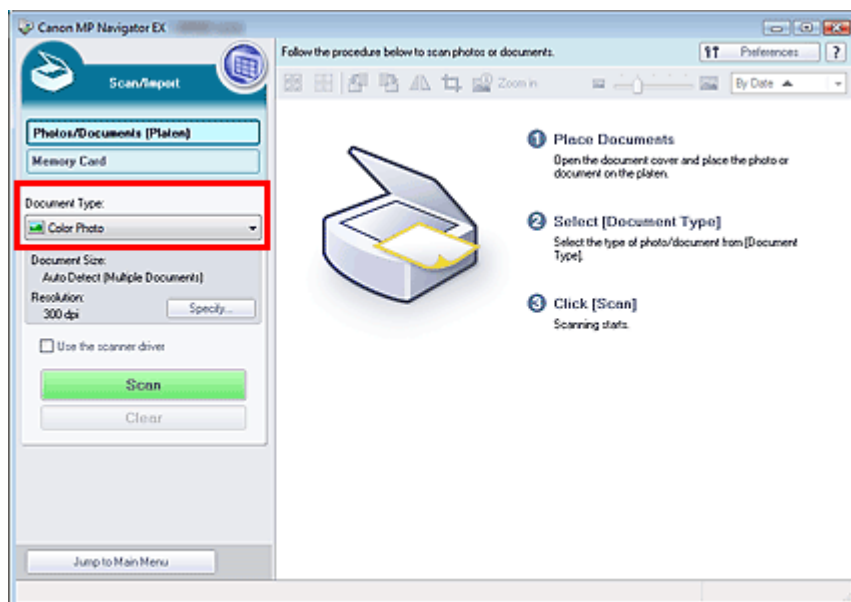 Canon MP Navigator EX
Scan/Import
Photos/Documents (Platen)
Memory Card
Document Type:
Color Photo
Document Size:
Auto Detect (Multiple Documents)
Resolution:
300 dpi
Specify...
Use the scanner driver
Scan
Clear
Jump to Main Menu
Follow the procedure below to scan photos or documents.
Preferences
?
Zoom in
By Date
1 Place Documents
Open the document cover and place the photo or
document on the platen.
2 Select [Document Type]
Select the type of photo/document from [Document
Type].
3 Click [Scan]
Scanning starts.